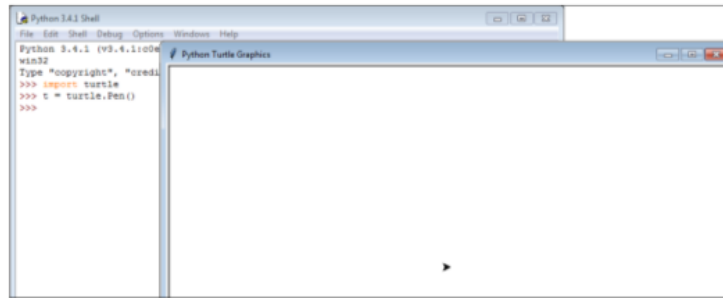 Python 3.4.1 Shell
File Edit Shell Debug Options Windows Help
Python 3.4.1 (v3.4.1:c0e
win32
Type "copyright", "credi
>>> import turtle
>>> t = turtle.Pen()
>>>
Python Turtle Graphics